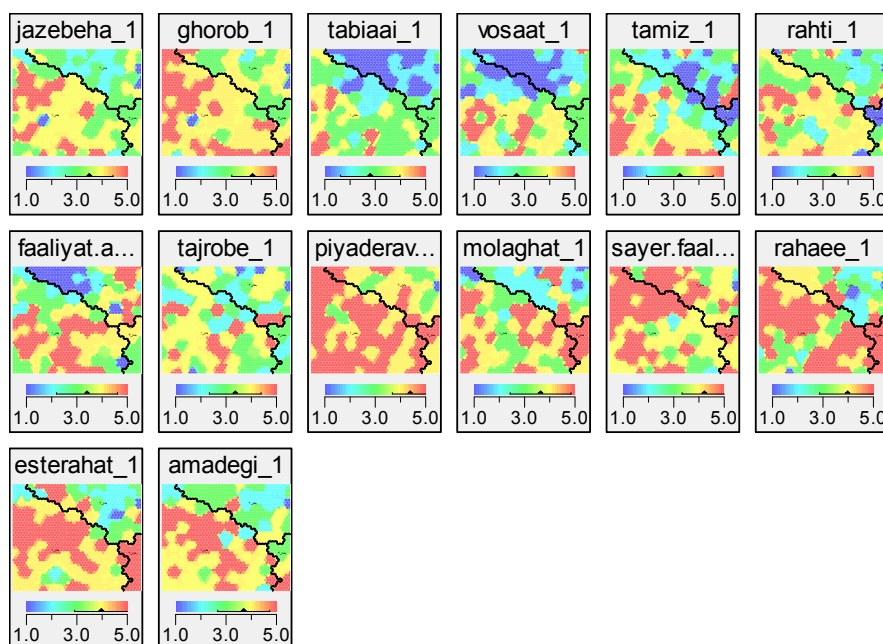 jazebeha_1 ghorob_1 tabiaai_1 vosaat_1 tamiz_1 rahti_1
1.0 3.0 5.0 1.0 3.0 5.0 1.0 3.0 5.0 1.0 3.0 5.0 1.0 3.0 5.0 1.0 3.0 5.0
faaliyat.a... tajrobe_1 piyaderav... molaghat_1 sayer.faal... rahaee_1
1.0 3.0 5.0 1.0 3.0 5.0 1.0 3.0 5.0 1.0 3.0 5.0 1.0 3.0 5.0 1.0 3.0 5.0
esterahat_1 amadegi_1
1.0 3.0 5.0 1.0 3.0 5.0